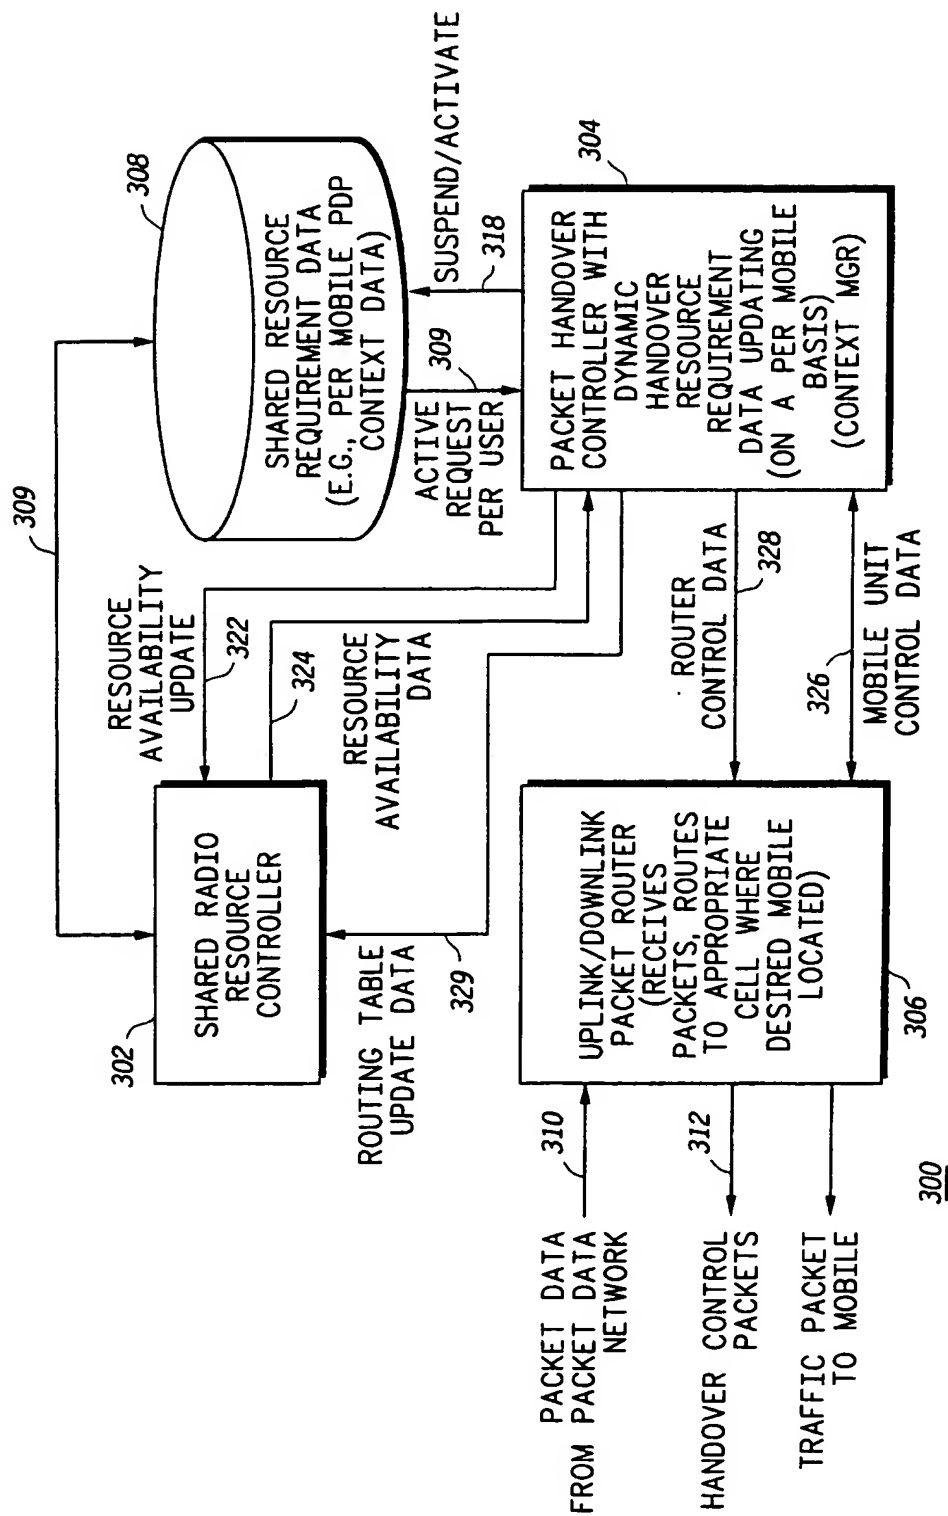 309
302
SHARED RADIO
RESOURCE
CONTROLLER
RESOURCE
AVAILABILITY
UPDATE
322
324
RESOURCE
AVAILABILITY
DATA
308
SHARED RESOURCE
REQUIREMENT DATA
(E.G., PER MOBILE PDP
CONTEXT DATA)
ROUTING TABLE
UPDATE DATA
329
ACTIVE
REQUEST
PER USER
309
SUSPEND/ACTIVATE
318
PACKET DATA
FROM PACKET DATA
NETWORK
310
HANDOVER CONTROL
PACKETS
312
TRAFFIC PACKET
TO MOBILE
UPLINK/DOWNLINK
PACKET ROUTER
(RECEIVES
PACKETS, ROUTES
TO APPROPRIATE
CELL WHERE
DESIRED MOBILE
LOCATED)
306
ROUTER
CONTROL DATA
328
326
MOBILE UNIT
CONTROL DATA
304
PACKET HANDOVER
CONTROLLER WITH
DYNAMIC
HANDOVER
RESOURCE
REQUIREMENT
DATA UPDATING
(ON A PER MOBILE
BASIS)
(CONTEXT MGR)
300